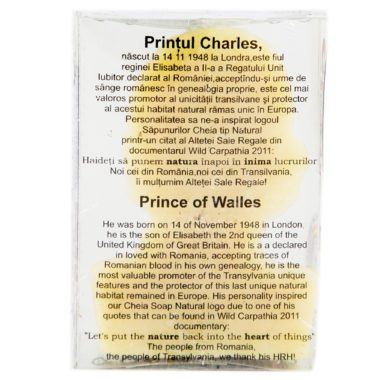 Prințul Charles,
născut la 14 11 1948 la Londra,este fiul
reginei Elisabeta a II-a a Regatului Unit
Iubitor declarat al României,acceptîndu-și urme de
sânge românesc în genealogia proprie, este cel mai
valoros promotor al unicității transilvane și protector
al acestui habitat natural rămas unic în Europa.
Personalitatea sa ne-a inspirat logoul
Săpunurilor Cheia tip Natural
printr-un citat al Altetei Sale Regale din
documentarul Wild Carpathia 2011:
Haideți să punem natura înapoi în inima lucrurilor
Noi cei din România,noi cei din Transilvania,
îi mulțumim Alteței Sale Regale!
Prince of Walles
He was born on 14 of November 1948 in London,
he is the son of Elisabeth the 2nd queen of the
United Kingdom of Great Britain. He is a a declared
in loved with Romania, accepting traces of
Romanian blood in his own genealogy, he is the
most valuable promoter of the Transylvania unique
features and the protector of this last unique natural
habitat remained in Europe. His personality inspired
our Cheia Soap Natural logo due to one of his
quotes that can be found in Wild Carpathia 2011
documentary:
"Let's put the nature back into the heart of things"
The people from Romania,
the people of Transylvania, we thank his HRH!